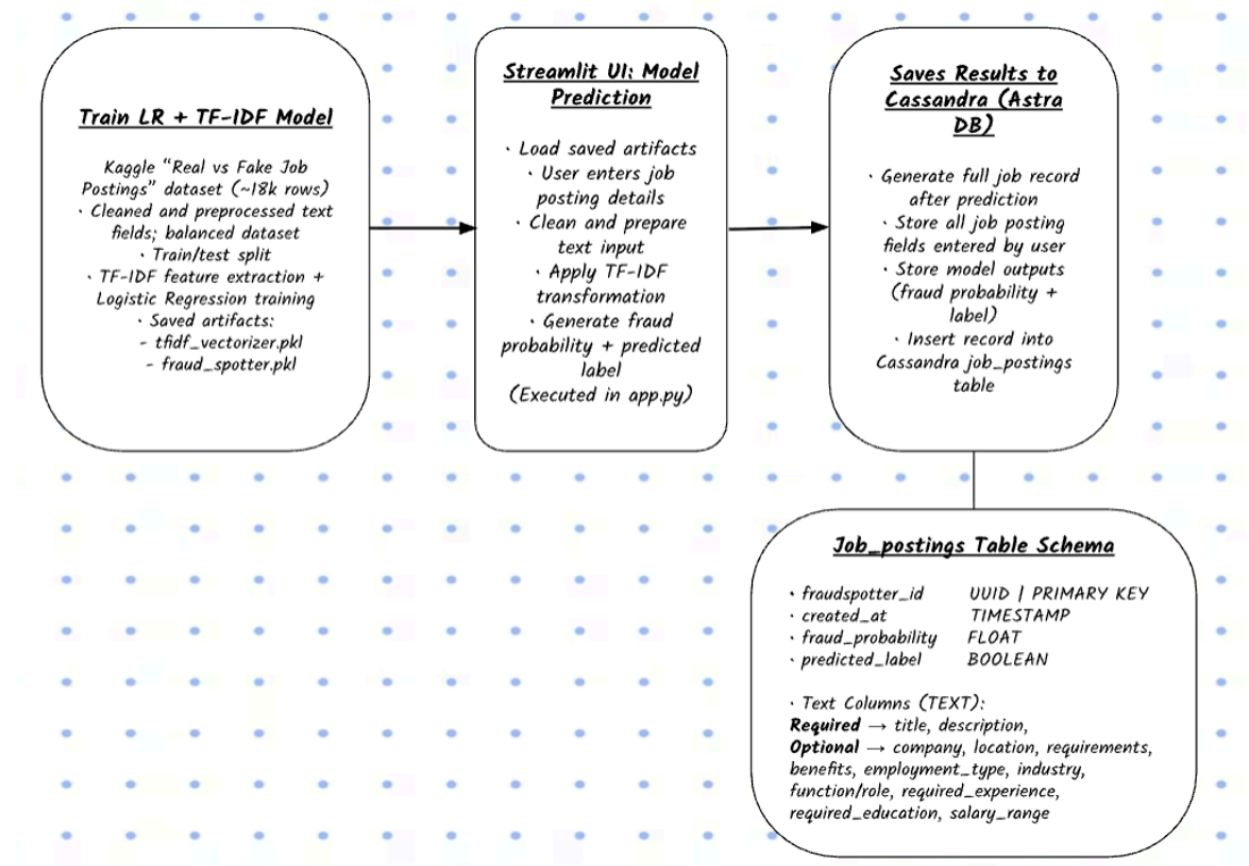 Train LR + TF-IDF Model
Kaggle "Real vs Fake Job
Postings" dataset (~18k rows)
· Cleaned and preprocessed text
fields; balanced dataset
· Train/test split
· TF-IDF feature extraction +
Logistic Regression training
· Saved artifacts:
- tfidf_vectorizer.pkl
- fraud_spotter.pkl
Streamlit UI: Model
Prediction
· Load saved artifacts
· User enters job
posting details
· Clean and prepare
text input
· Apply TF-IDF
transformation
· Generate fraud
probability + predicted
label
(Executed in app.py)
Saves Results to
Cassandra (Astra
DB)
· Generate full job record
after prediction
· Store all job posting
fields entered by user
· Store model outputs
(fraud probability +
label)
· Insert record into
Cassandra job_postings
table
Job_postings Table Schema
· fraudspotter_id UUID | PRIMARY KEY
· created_at TIMESTAMP
· fraud_probability FLOAT
· predicted_label BOOLEAN
· Text Columns (TEXT):
Required → title, description,
Optional → company, location, requirements,
benefits, employment_type, industry,
function/role, required_experience,
required_education, salary_range